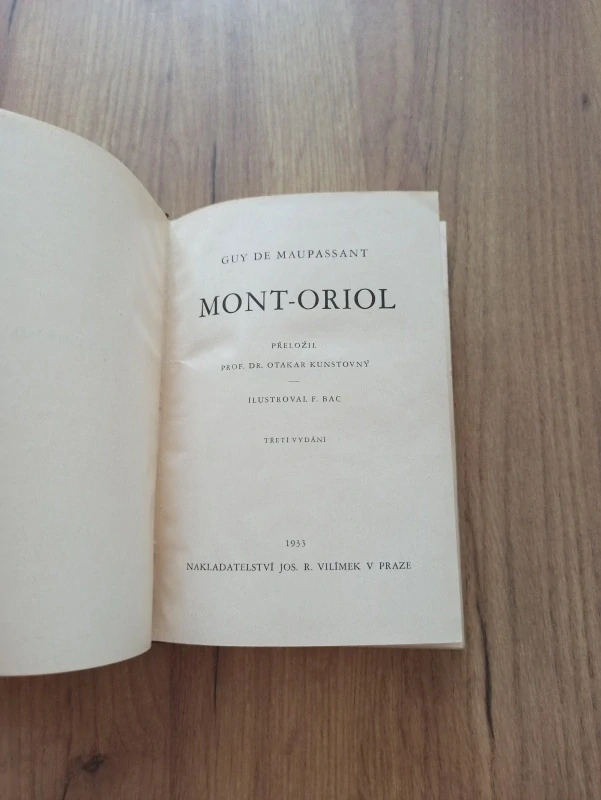 GUY DE MAUPASSANT
MONT-ORIOL
PŘELOŽIL
PROF. DR. OTAKAR KUNSTOVNÝ
—
ILUSTROVAL F. BAC
TŘETÍ VYDÁNÍ
1933
NAKLADATELSTVÍ JOS. R. VILÍMEK V PRAZE